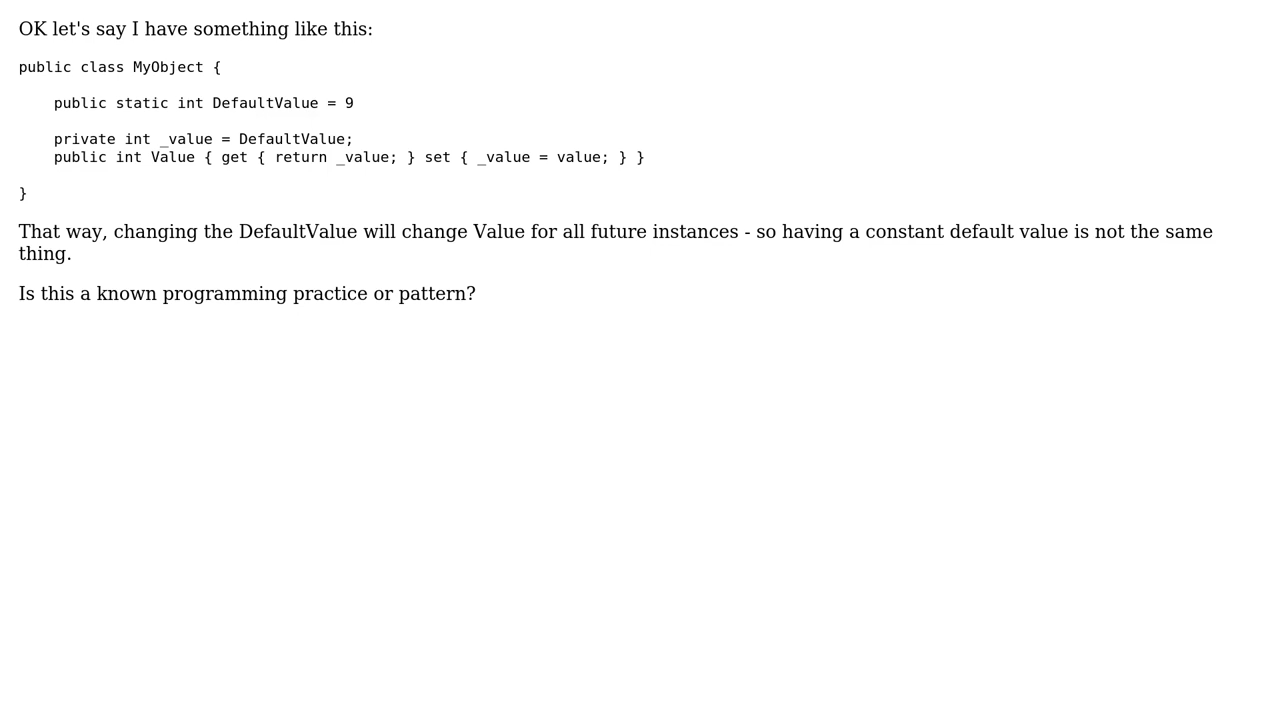 OK let's say I have something like this:
public class MyObject {
public static int DefaultValue = 9
private int _value = DefaultValue;
public int Value { get { return _value; } set { _value = value; } }
}
That way, changing the DefaultValue will change Value for all future instances - so having a constant default value is not the same
thing.
Is this a known programming practice or pattern?